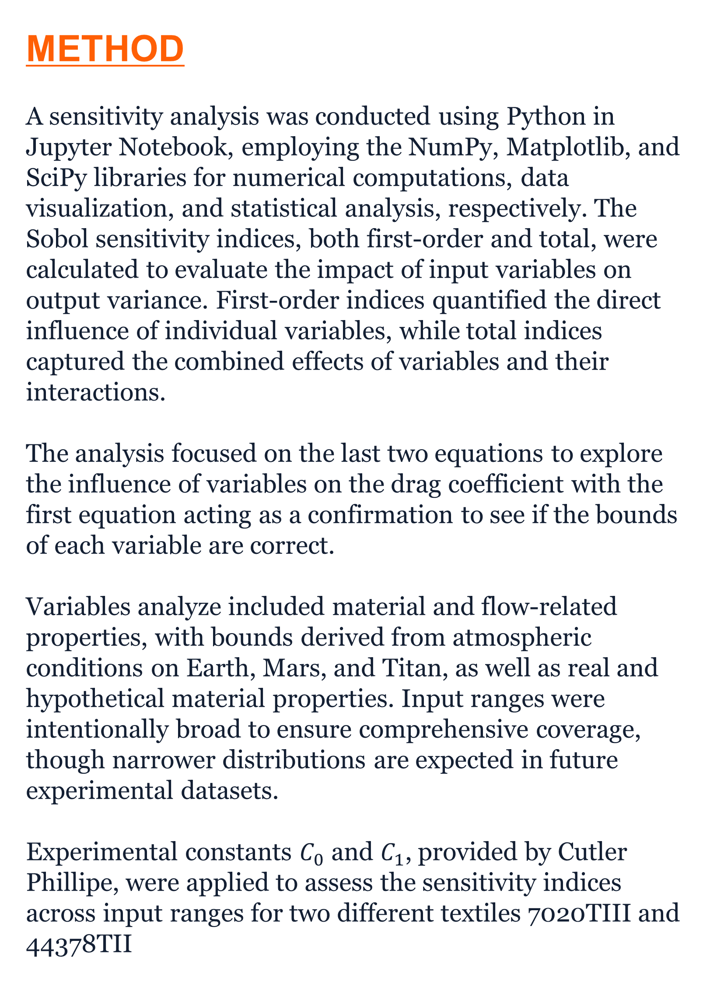 METHOD
A sensitivity analysis was conducted using Python in
Jupyter Notebook, employing the NumPy, Matplotlib, and
SciPy libraries for numerical computations, data
visualization, and statistical analysis, respectively. The
Sobol sensitivity indices, both first-order and total, were
calculated to evaluate the impact of input variables on
output variance. First-order indices quantified the direct
influence of individual variables, while total indices
captured the combined effects of variables and their
interactions.
The analysis focused on the last two equations to explore
the influence of variables on the drag coefficient with the
first equation acting as a confirmation to see if the bounds
of each variable are correct.
Variables analyze included material and flow-related
properties, with bounds derived from atmospheric
conditions on Earth, Mars, and Titan, as well as real and
hypothetical material properties. Input ranges were
intentionally broad to ensure comprehensive coverage,
though narrower distributions are expected in future
experimental datasets.
Experimental constants C₀ and C₁, provided by Cutler
Phillipe, were applied to assess the sensitivity indices
across input ranges for two different textiles 7020TIII and
44378TII